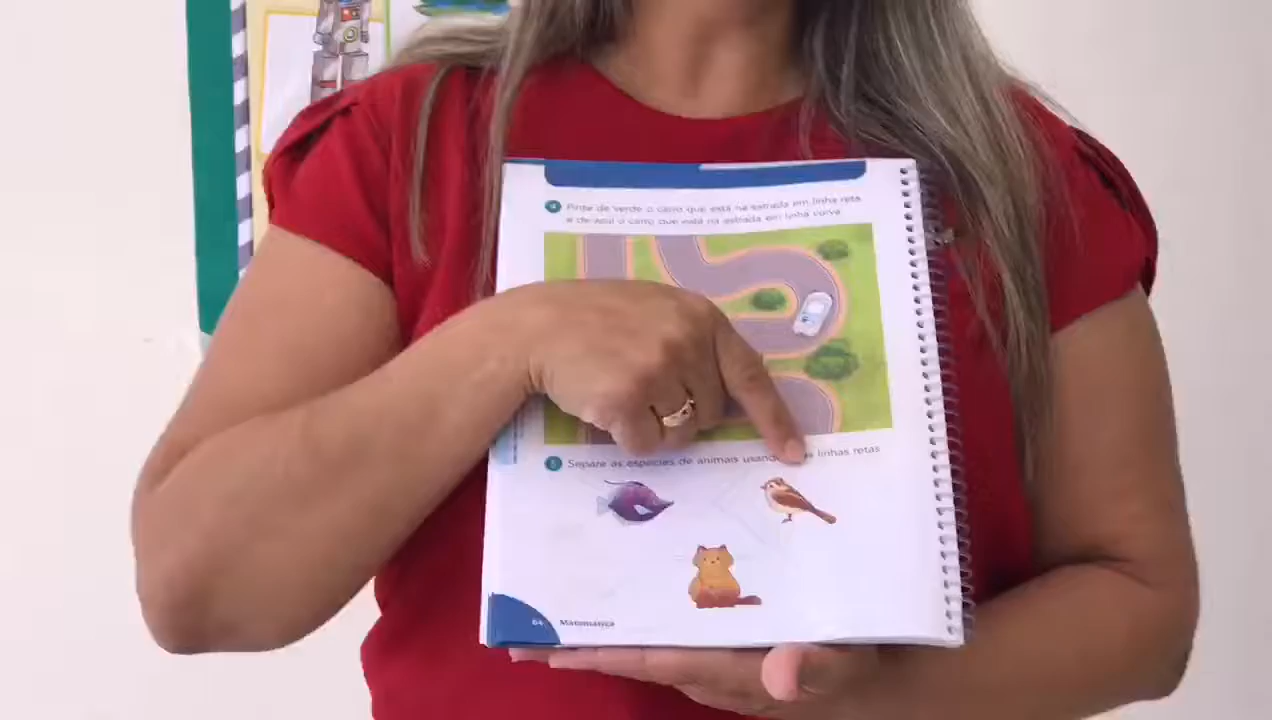 4 Pinte de verde o carro que está na estrada em linha reta
e de azul o carro que está na estrada em linha curva
5 Separe as espécies de animais usando linhas retas
64 Matemática